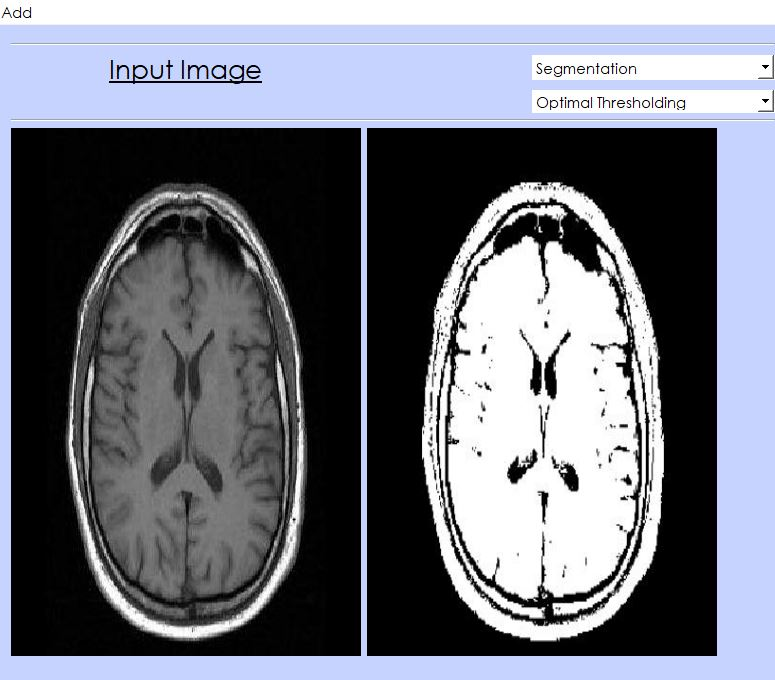 Add
Input Image
Segmentation
Optimal Thresholding